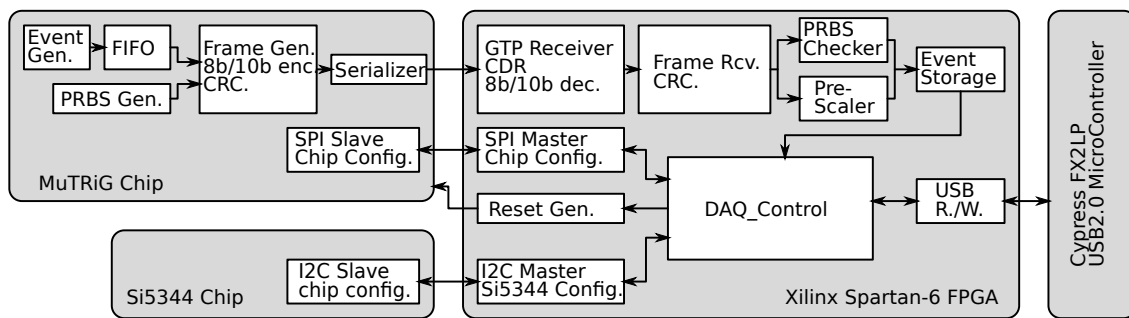 Event
Gen.
FIFO
PRBS Gen.
Frame Gen.
8b/10b enc.
CRC.
Serializer
SPI Slave
Chip Config.
MuTRiG Chip
I2C Slave
chip config.
Si5344 Chip
GTP Receiver
CDR
8b/10b dec.
Frame Rcv.
CRC.
PRBS
Checker
Pre-
Scaler
Event
Storage
SPI Master
Chip Config.
Reset Gen.
DAQ_Control
USB
R./W.
I2C Master
Si5344 Config.
Xilinx Spartan-6 FPGA
Cypress FX2LP
USB2.0 MicroController